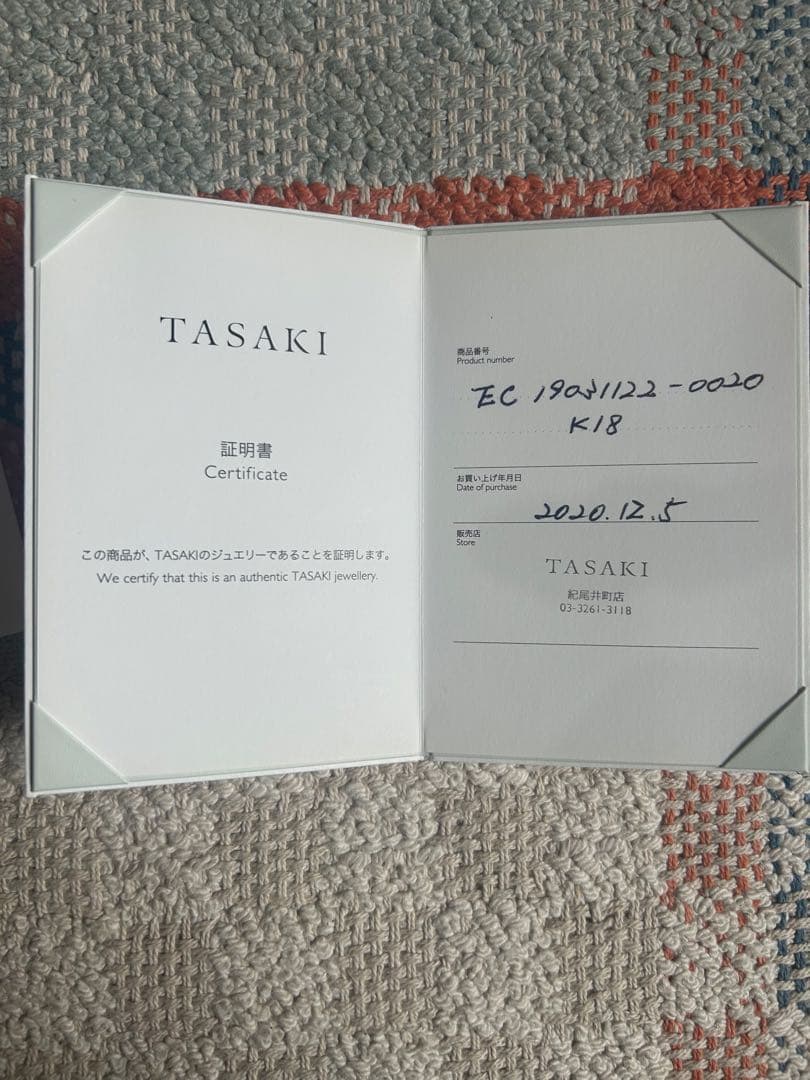 TASAKI
証明書
Certificate
この商品が、TASAKIのジュエリーであることを証明します。
We certify that this is an authentic TASAKI jewellery.
商品番号
Product number
EC 19031122-0020
K18
お買い上げ年月日
Date of purchase
2020.12.5
販売店
Store
TASAKI
紀尾井町店
03-3261-3118